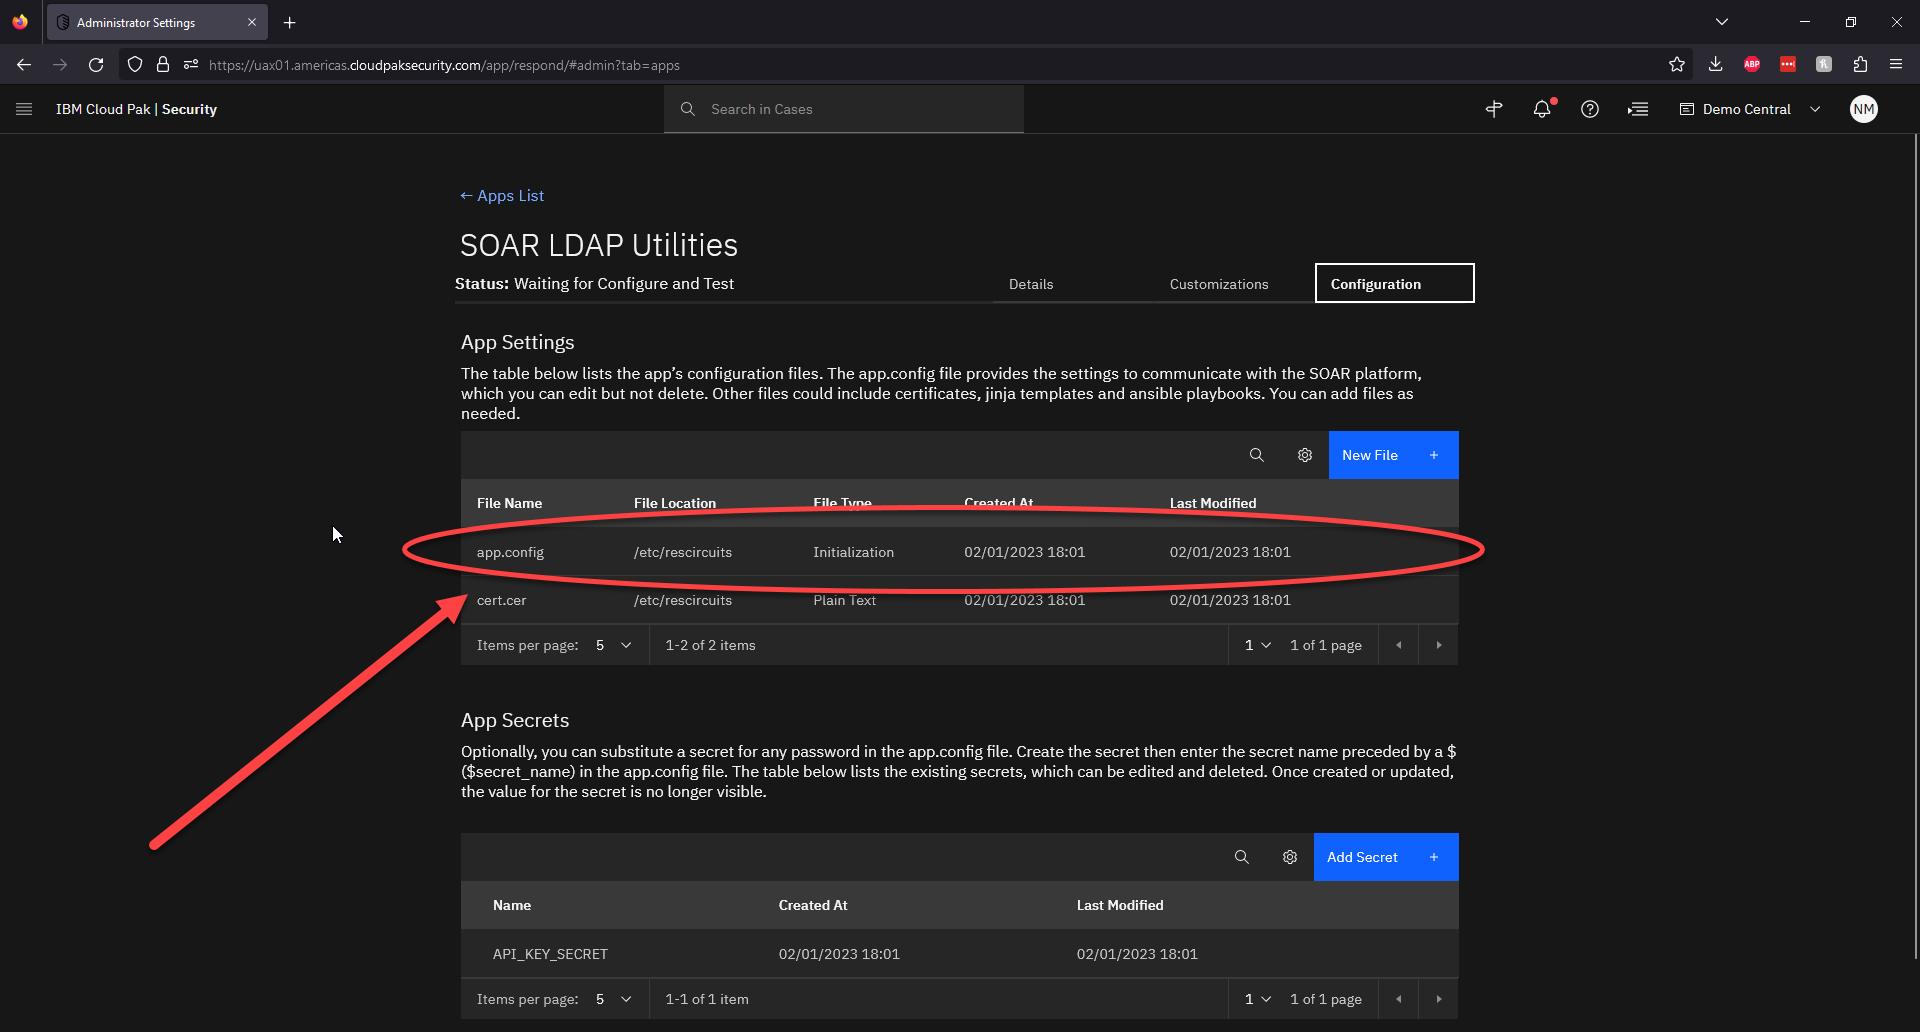 Administrator Settings
https://uax01.americas.cloudpaksecurity.com/app/respond/#admin?tab=apps
ABP
IBM Cloud Pak | Security
Search in Cases
Demo Central
NM
← Apps List
SOAR LDAP Utilities
Status: Waiting for Configure and Test
Details
Customizations
Configuration
App Settings
The table below lists the app’s configuration files. The app.config file provides the settings to communicate with the SOAR platform,
which you can edit but not delete. Other files could include certificates, jinja templates and ansible playbooks. You can add files as
needed.
New File +
File Name File Location File Type Created At Last Modified
app.config /etc/rescircuits Initialization 02/01/2023 18:01 02/01/2023 18:01
cert.cer /etc/rescircuits Plain Text 02/01/2023 18:01 02/01/2023 18:01
Items per page: 5 1-2 of 2 items 1 1 of 1 page
App Secrets
Optionally, you can substitute a secret for any password in the app.config file. Create the secret then enter the secret name preceded by a $
($secret_name) in the app.config file. The table below lists the existing secrets, which can be edited and deleted. Once created or updated,
the value for the secret is no longer visible.
Add Secret +
Name Created At Last Modified
API_KEY_SECRET 02/01/2023 18:01 02/01/2023 18:01
Items per page: 5 1-1 of 1 item 1 1 of 1 page